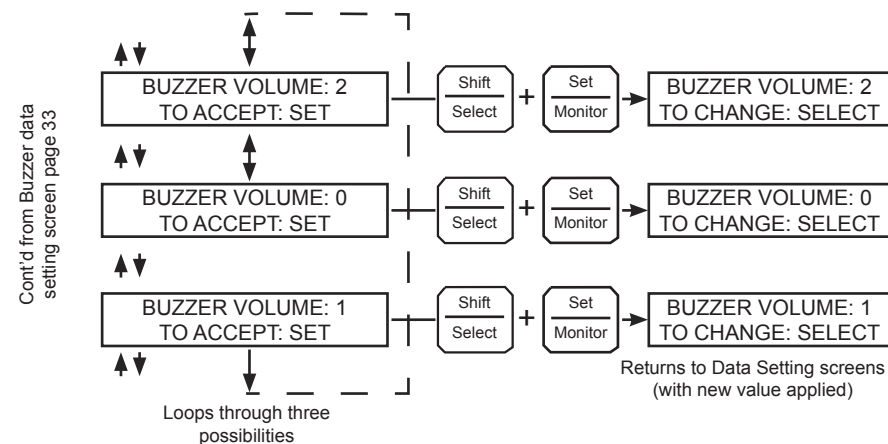 Cont'd from Buzzer data
setting screen page 33
BUZZER VOLUME: 2
TO ACCEPT: SET
Shift
Select
+
Set
Monitor
BUZZER VOLUME: 2
TO CHANGE: SELECT
BUZZER VOLUME: 0
TO ACCEPT: SET
Shift
Select
+
Set
Monitor
BUZZER VOLUME: 0
TO CHANGE: SELECT
BUZZER VOLUME: 1
TO ACCEPT: SET
Shift
Select
+
Set
Monitor
BUZZER VOLUME: 1
TO CHANGE: SELECT
Returns to Data Setting screens
(with new value applied)
Loops through three
possibilities